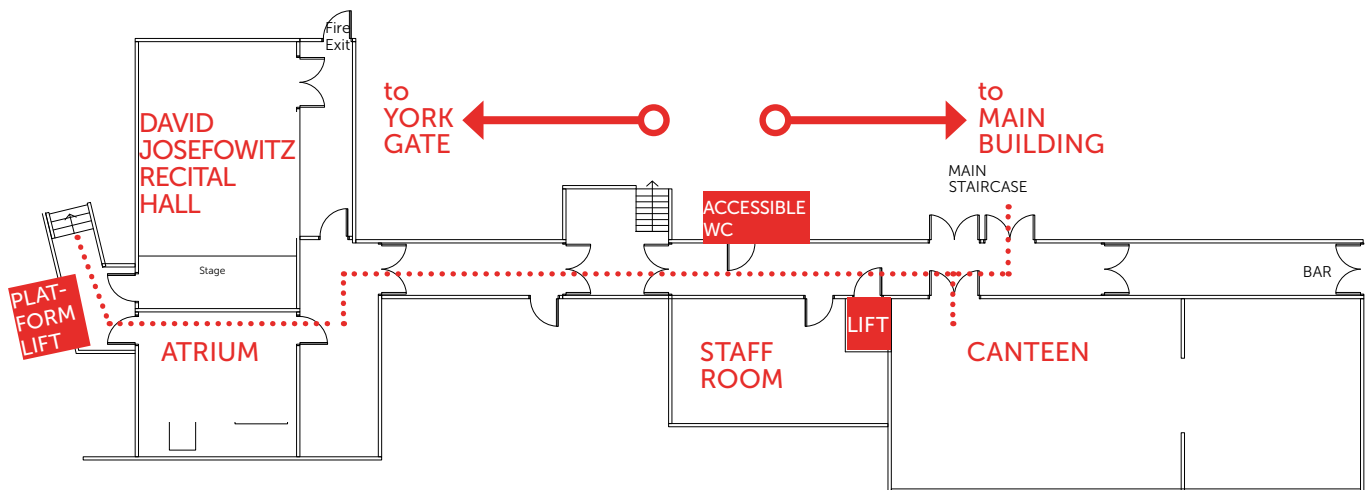 Fire
Exit
to
YORK
GATE
to
MAIN
BUILDING
DAVID
JOSEFOWITZ
RECITAL
HALL
MAIN
STAIRCASE
ACCESSIBLE
WC
Stage
BAR
PLAT-
FORM
LIFT
LIFT
ATRIUM
STAFF
ROOM
CANTEEN